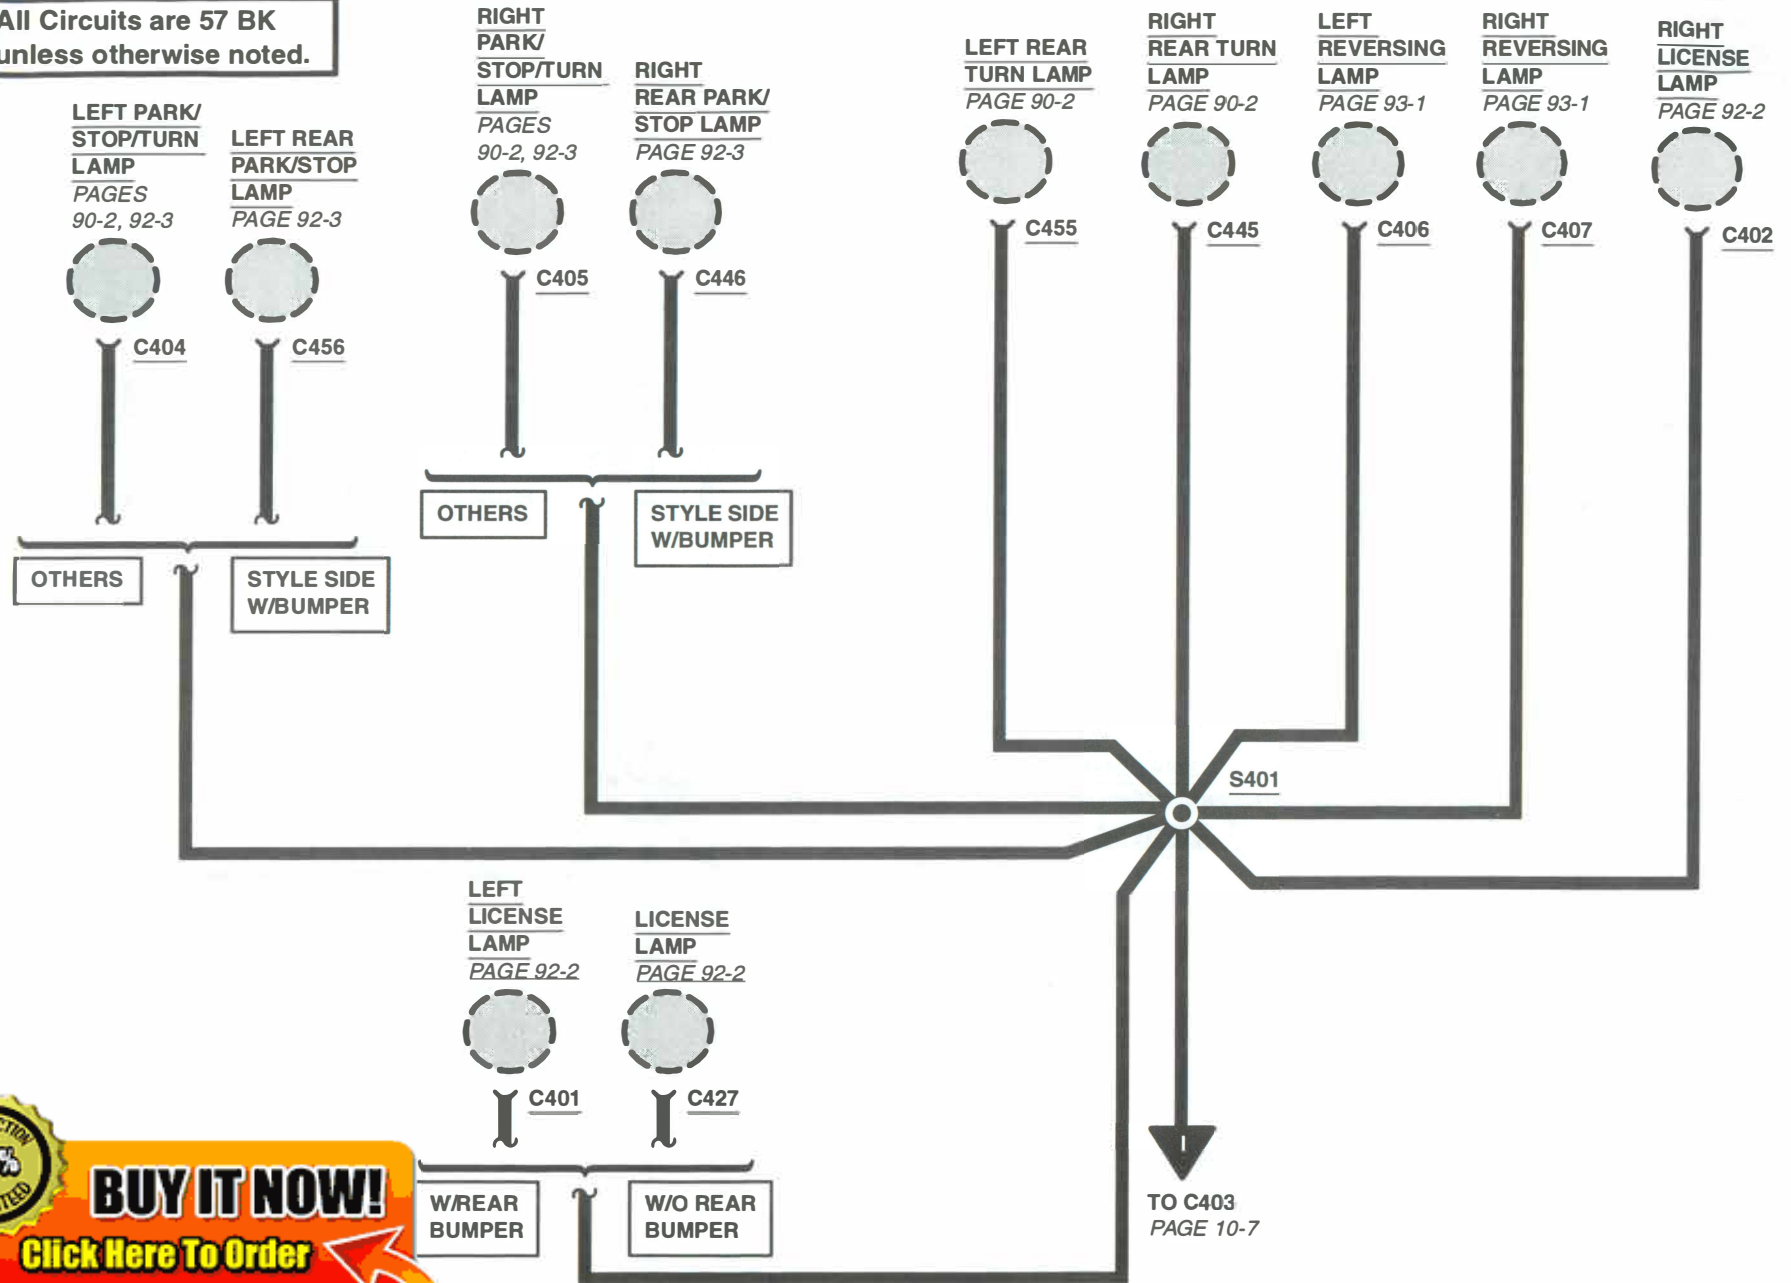 All Circuits are 57 BK
unless otherwise noted.
LEFT PARK/
STOP/TURN
LAMP
PAGES
90-2, 92-3
C404
LEFT REAR
PARK/STOP
LAMP
PAGE 92-3
C456
OTHERS
STYLE SIDE
W/BUMPER
RIGHT
PARK/
STOP/TURN
LAMP
PAGES
90-2, 92-3
C405
RIGHT
REAR PARK/
STOP LAMP
PAGE 92-3
C446
OTHERS
STYLE SIDE
W/BUMPER
LEFT REAR
TURN LAMP
PAGE 90-2
C455
RIGHT
REAR TURN
LAMP
PAGE 90-2
C445
LEFT
REVERSING
LAMP
PAGE 93-1
C406
RIGHT
REVERSING
LAMP
PAGE 93-1
C407
RIGHT
LICENSE
LAMP
PAGE 92-2
C402
S401
LEFT
LICENSE
LAMP
PAGE 92-2
C401
LICENSE
LAMP
PAGE 92-2
C427
W/REAR
BUMPER
W/O REAR
BUMPER
I
TO C403
PAGE 10-7
BUY IT NOW!
Click Here To Order